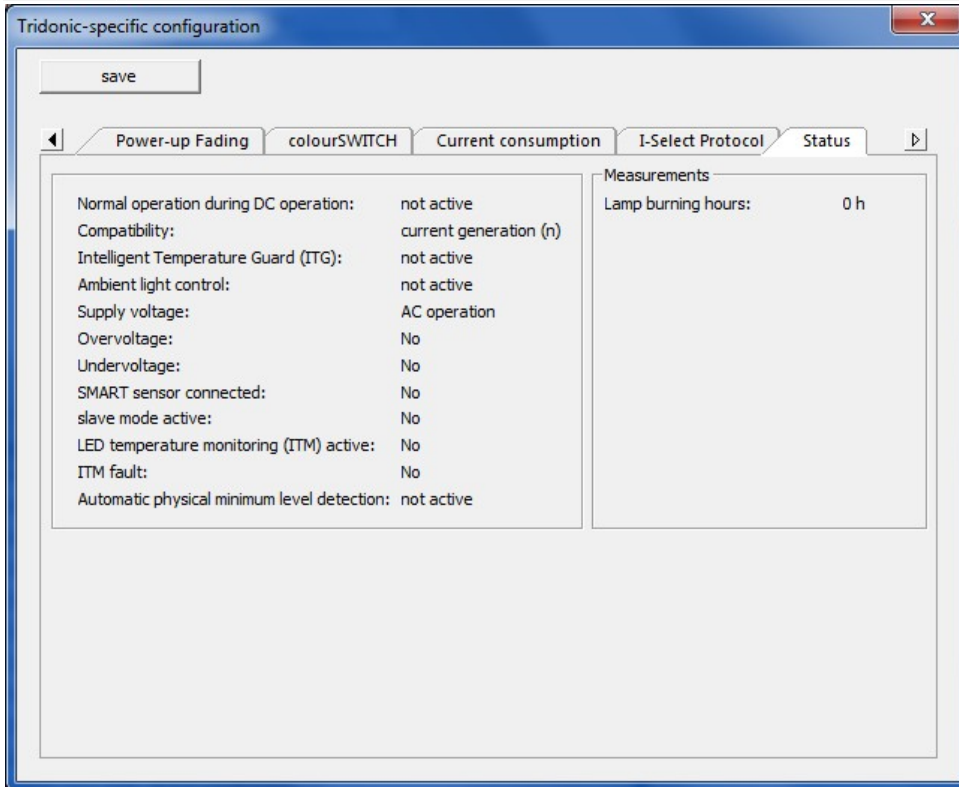 Tridonic-specific configuration
save
Power-up Fading colourSWITCH Current consumption I-Select Protocol Status
Normal operation during DC operation: not active
Compatibility: current generation (n)
Intelligent Temperature Guard (ITG): not active
Ambient light control: not active
Supply voltage: AC operation
Overvoltage: No
Undervoltage: No
SMART sensor connected: No
slave mode active: No
LED temperature monitoring (ITM) active: No
ITM fault: No
Automatic physical minimum level detection: not active
Measurements
Lamp burning hours: 0 h